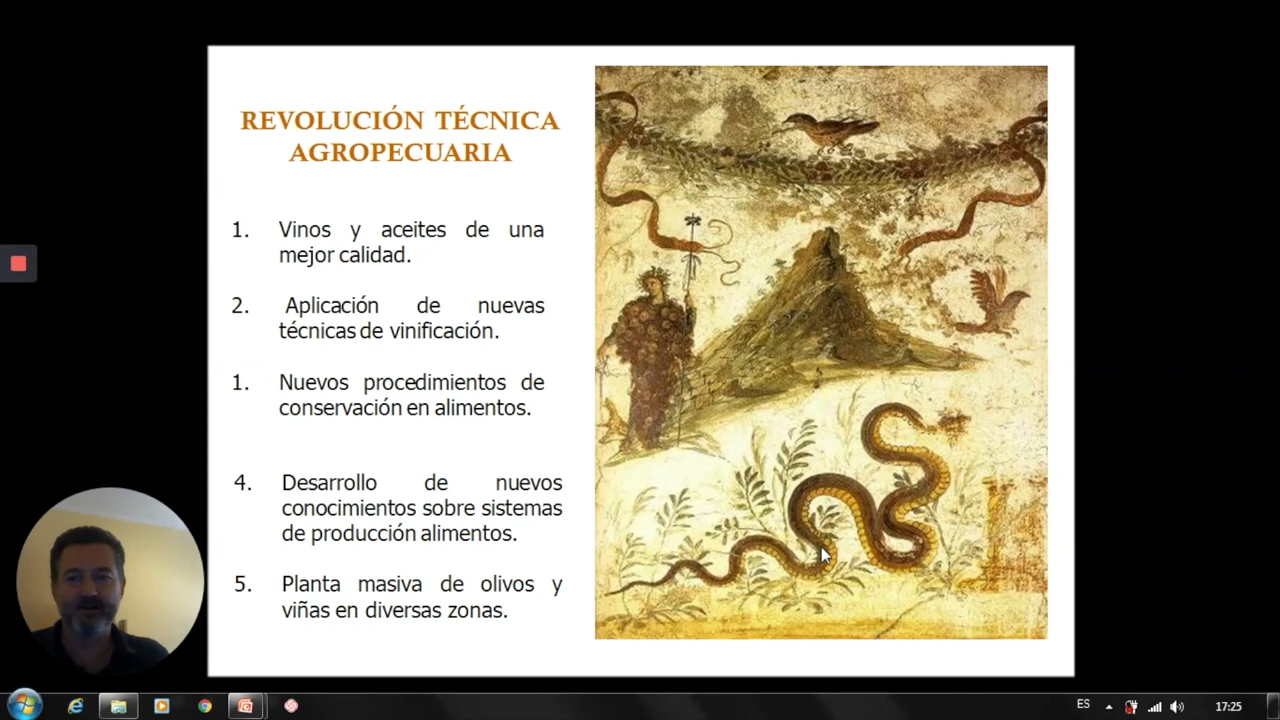 REVOLUCIÓN TÉCNICA
AGROPECUARIA
1. Vinos y aceites de una
mejor calidad.
2. Aplicación de nuevas
técnicas de vinificación.
1. Nuevos procedimientos de
conservación en alimentos.
4. Desarrollo de nuevos
conocimientos sobre sistemas
de producción alimentos.
5. Planta masiva de olivos y
viñas en diversas zonas.
ES
17:25